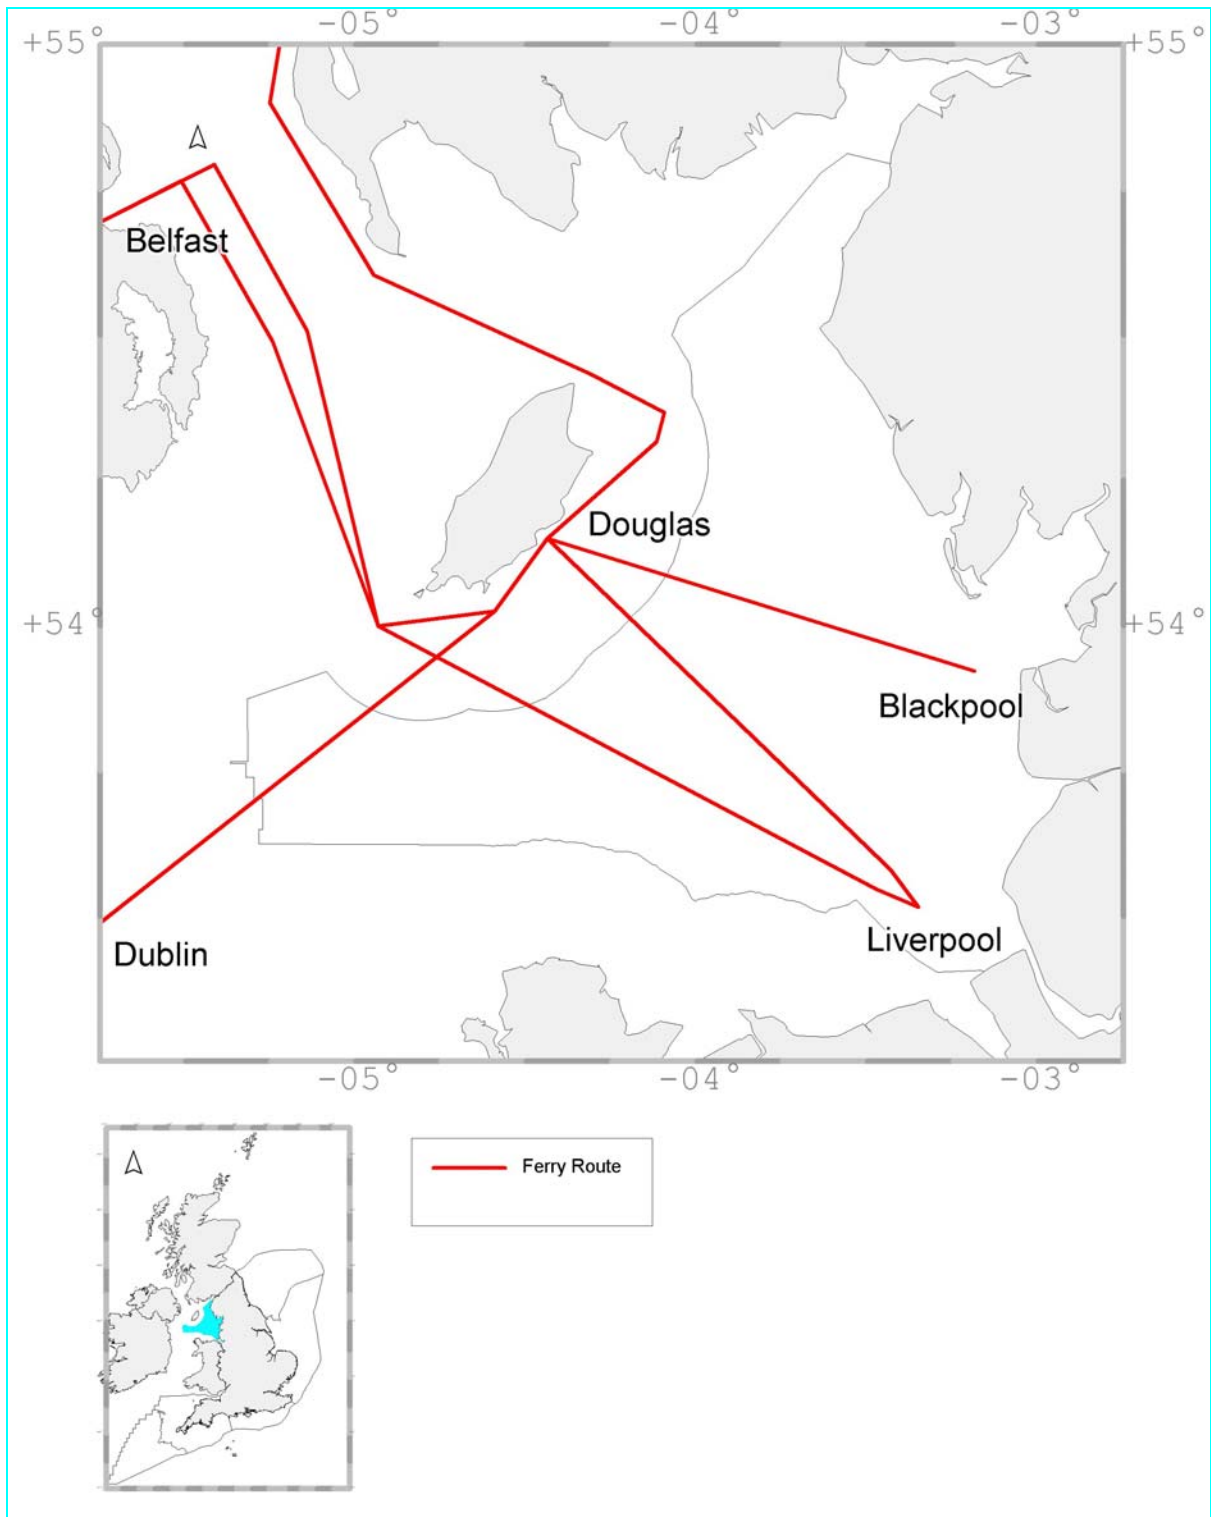 -05° -04° -03°
+55° +55°
Belfast
Douglas
+54° +54°
Blackpool
Liverpool
Dublin
-05° -04° -03°
Ferry Route